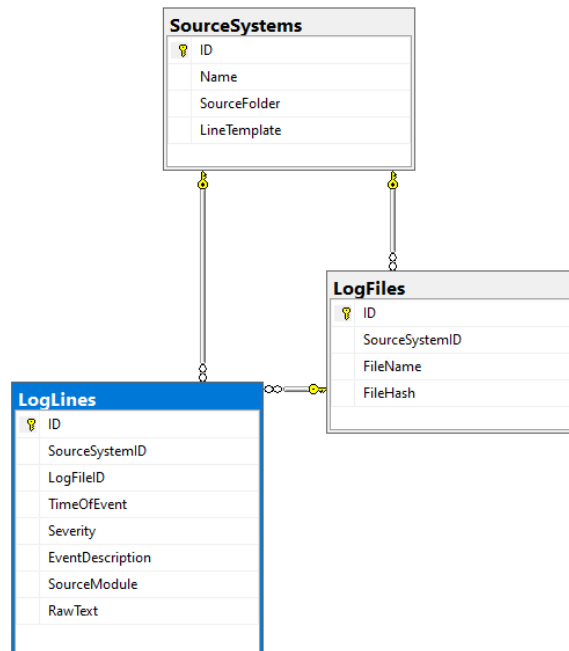 SourceSystems
ID
Name
SourceFolder
LineTemplate
LogFiles
ID
SourceSystemID
FileName
FileHash
LogLines
ID
SourceSystemID
LogFileID
TimeOfEvent
Severity
EventDescription
SourceModule
RawText